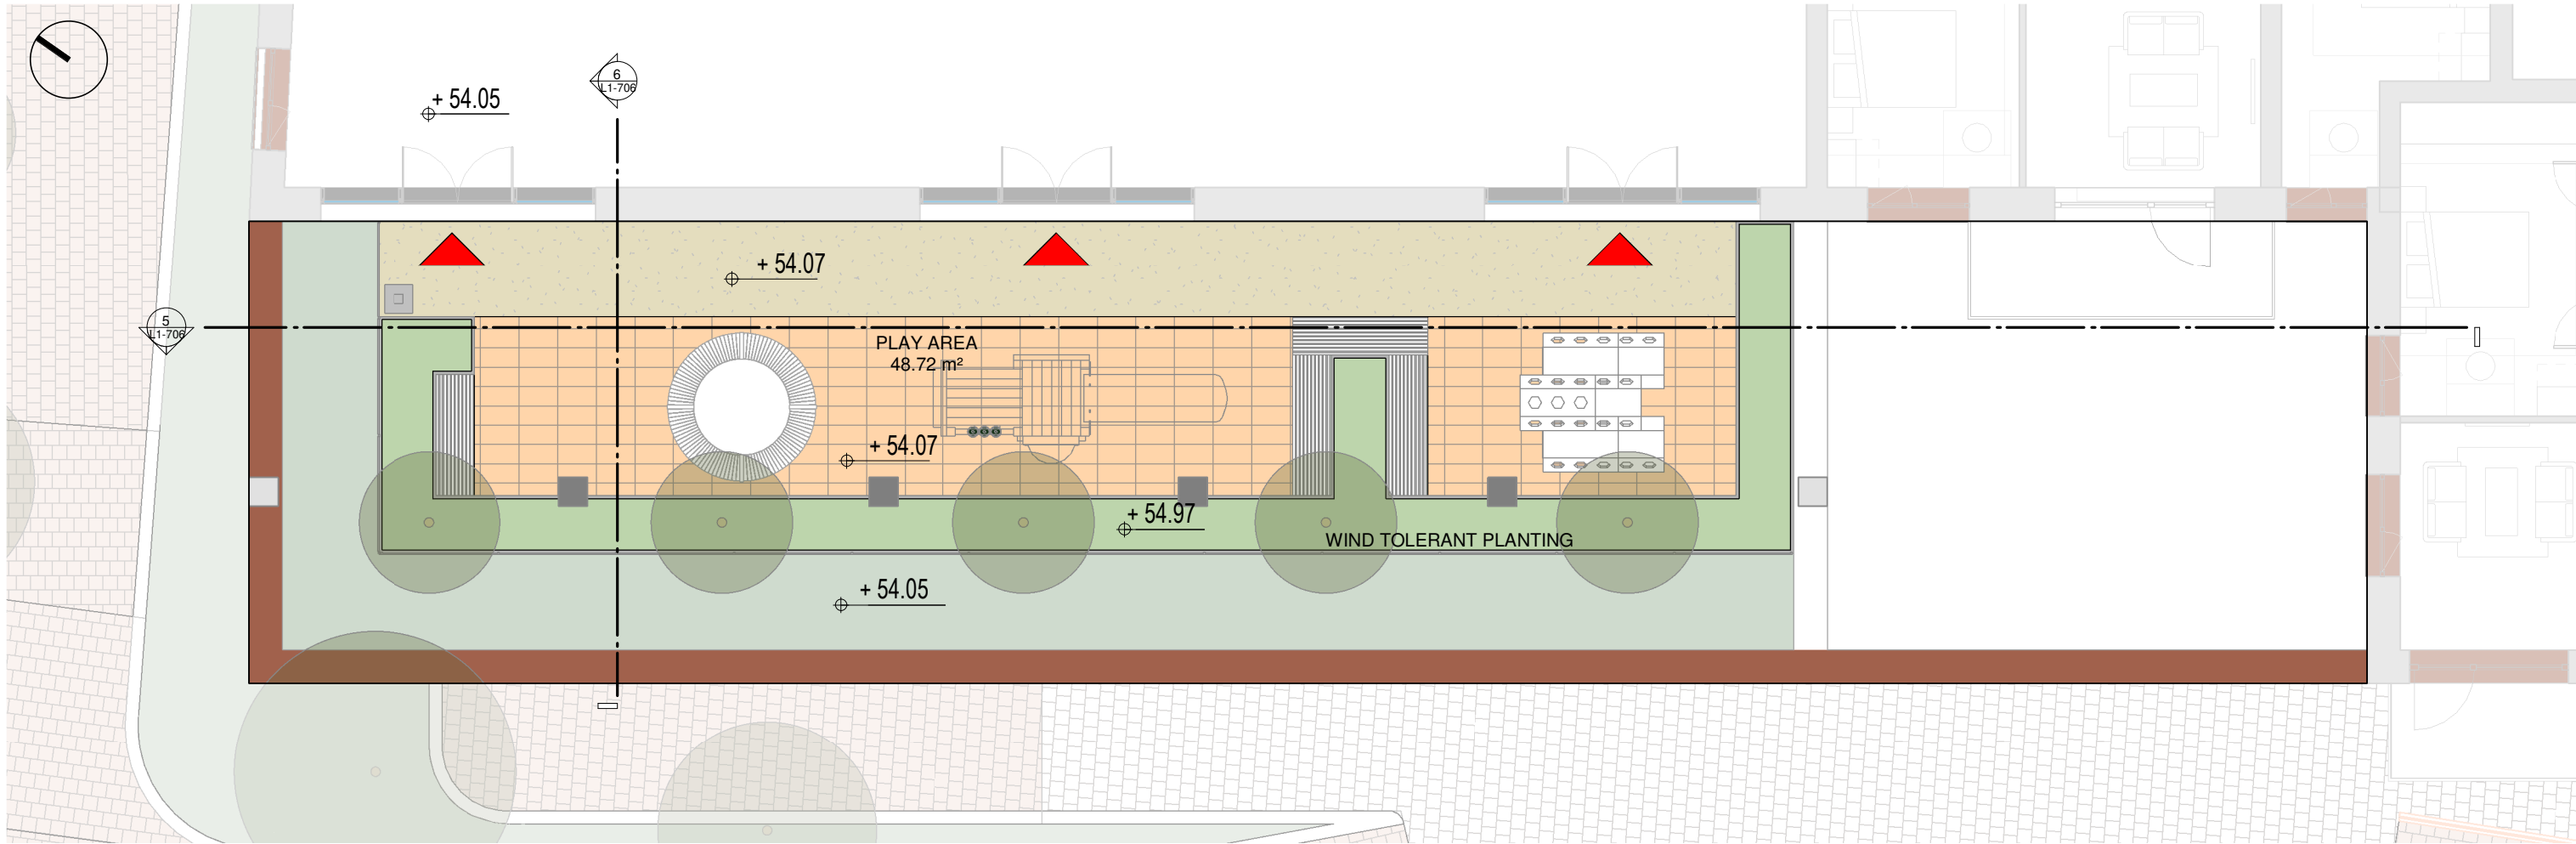 6
L1-706
+ 54.05
+ 54.07
5
L1-706
PLAY AREA
48.72 m²
+ 54.07
+ 54.97
WIND TOLERANT PLANTING
+ 54.05